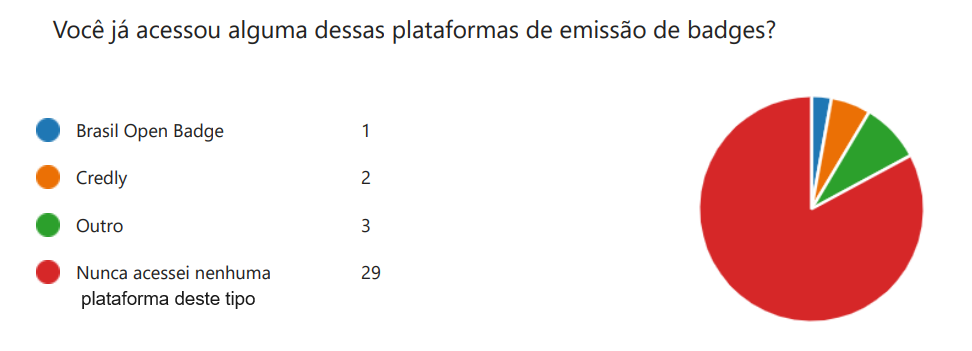 Você já acessou alguma dessas plataformas de emissão de badges?
Brasil Open Badge 1
Credly 2
Outro 3
Nunca acessei nenhuma 29
plataforma deste tipo